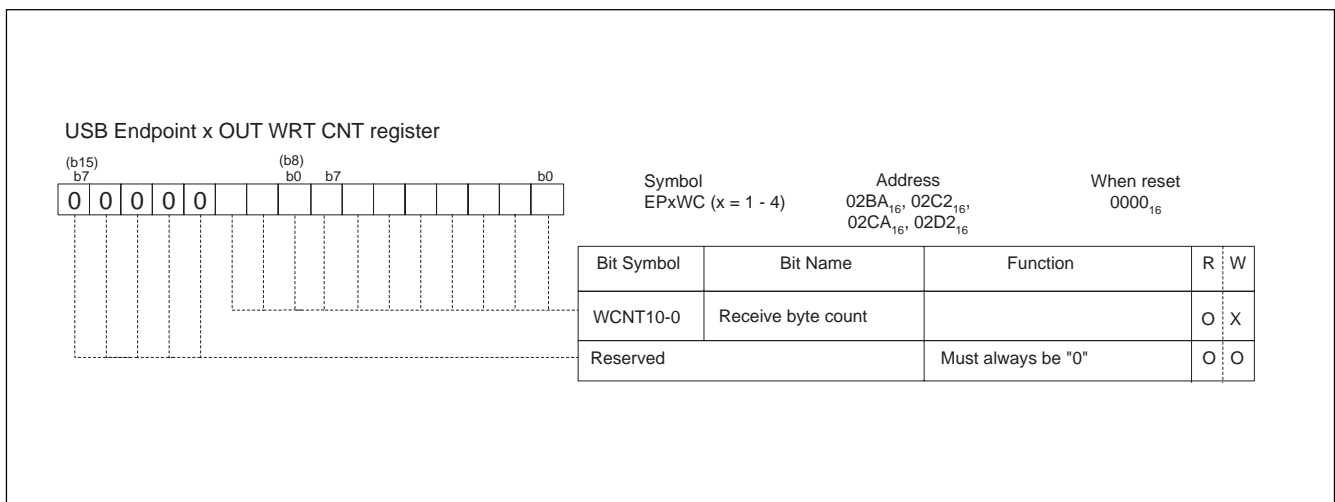 USB Endpoint x OUT WRT CNT register
(b15) (b8)
b7 b0 b7 b0
0 0 0 0 0
Symbol Address When reset
EPxWC (x = 1 - 4) 02BA16, 02C216, 000016
02CA16, 02D216
Bit Symbol Bit Name Function R W
WCNT10-0 Receive byte count O X
Reserved Must always be "0" O O